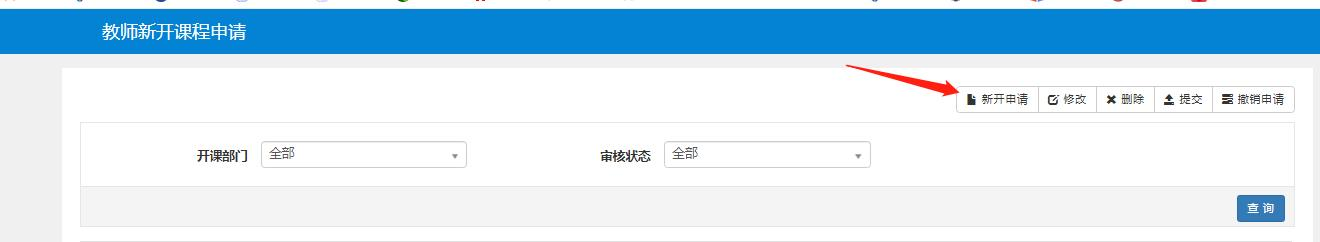 教师新开课程申请
新开申请 修改 删除 提交 撤销申请
开课部门 全部 审核状态 全部
查 询